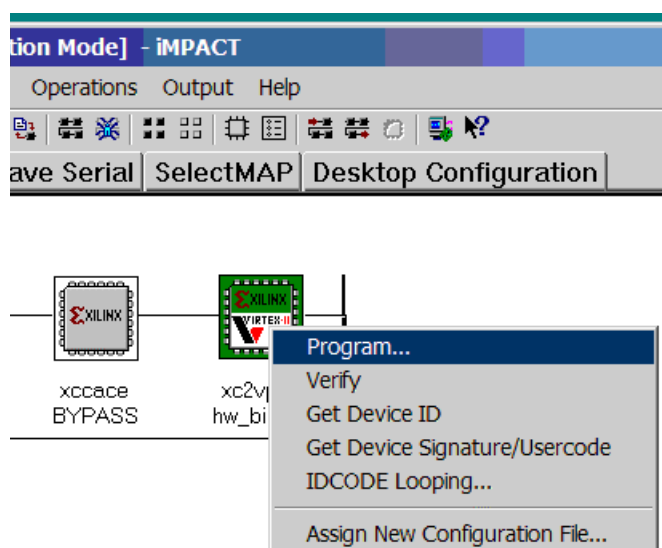 tion Mode] - iMPACT
Operations Output Help
ave Serial SelectMAP Desktop Configuration
XILINX
XILINX
VIRTEX-II
xccace
BYPASS
xc2vp
hw_bi
Program...
Verify
Get Device ID
Get Device Signature/Usercode
IDCODE Looping...
Assign New Configuration File...